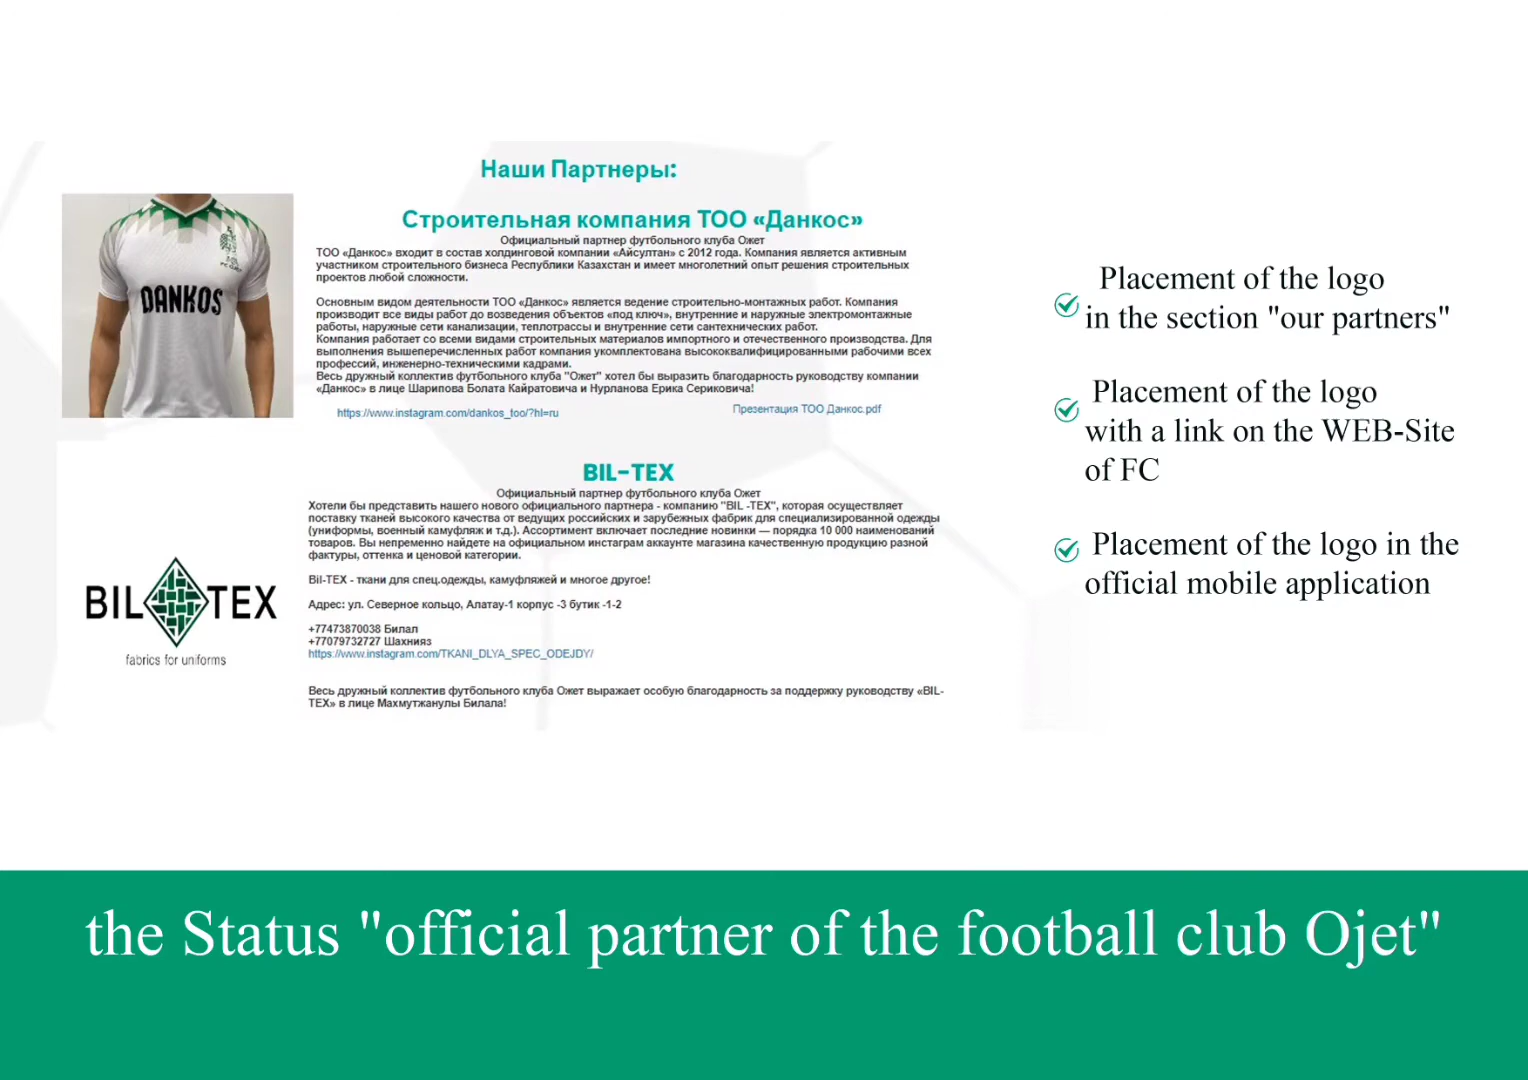 Наши Партнеры:
Строительная компания ТОО «Данкос»
Официальный партнер футбольного клуба Ожет
ТОО «Данкос» входит в состав холдинговой компании «Айсултан» с 2012 года. Компания является активным
участником строительного бизнеса Республики Казахстан и имеет многолетний опыт решения строительных
проектов любой сложности.
Основным видом деятельности ТОО «Данкос» является ведение строительно-монтажных работ. Компания
производит все виды работ до возведения объектов «под ключ», внутренние и наружные электромонтажные
работы, наружные сети канализации, теплотрассы и внутренние сети сантехнических работ.
Компания работает со всеми видами строительных материалов импортного и отечественного производства. Для
выполнения вышеперечисленных работ компания укомплектована высококвалифицированными рабочими всех
профессий, инженерно-техническими кадрами.
Весь дружный коллектив футбольного клуба "Ожет" хотел бы выразить благодарность руководству компании
«Данкос» в лице Шарипова Болата Кайратовича и Нурланова Ерика Сериковича!
https://www.instagram.com/dankos_too/?hl=ru
Презентация ТОО Данкос.pdf
DANKOS
BIL-TEX
Официальный партнер футбольного клуба Ожет
Хотели бы представить нашего нового официального партнера - компанию "BIL -TEX", которая осуществляет
поставку тканей высокого качества от ведущих российских и зарубежных фабрик для специализированной одежды
(униформы, военный камуфляж и т.д.). Ассортимент включает последние новинки — порядка 10 000 наименований
товаров. Вы непременно найдете на официальном инстаграм аккаунте магазина качественную продукцию разной
фактуры, оттенка и ценовой категории.
Bil-TEX - ткани для спец.одежды, камуфляжей и многое другое!
Адрес: ул. Северное кольцо, Алатау-1 корпус -3 бутик -1-2
+77473870038 Билал
+77079732727 Шахнияз
https://www.instagram.com/TKANI_DLYA_SPEC_ODEJDY/
Весь дружный коллектив футбольного клуба Ожет выражает особую благодарность за поддержку руководству «BIL-
TEX» в лице Махмутжанулы Билала!
BIL TEX
fabrics for uniforms
Placement of the logo
in the section "our partners"
Placement of the logo
with a link on the WEB-Site
of FC
Placement of the logo in the
official mobile application
the Status "official partner of the football club Ojet"